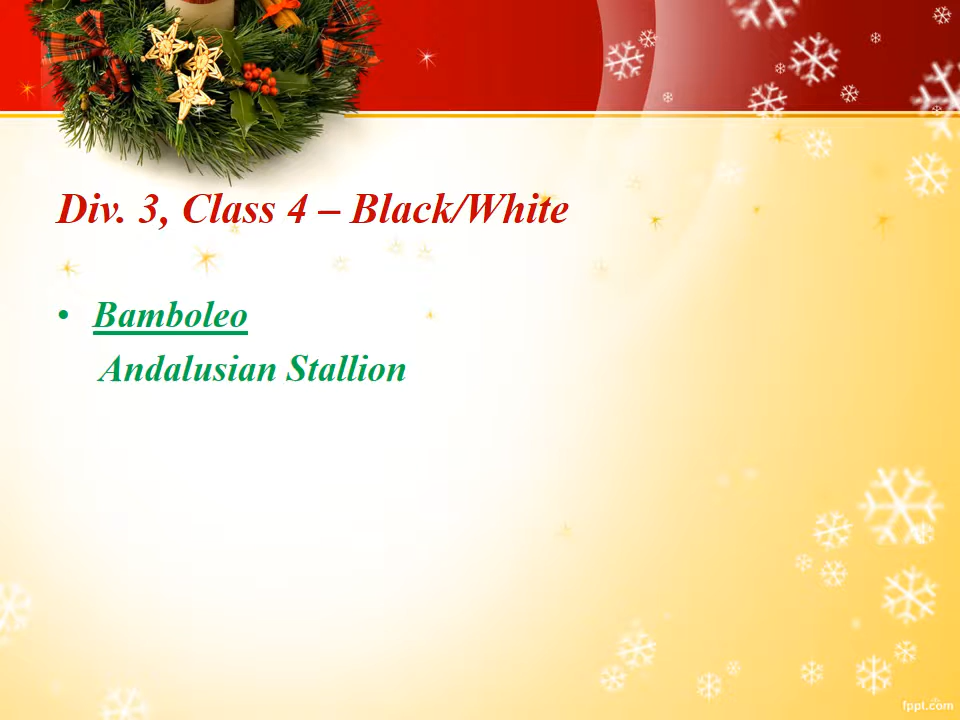 Div. 3, Class 4 – Black/White
• Bamboleo
Andalusian Stallion
fppt.com